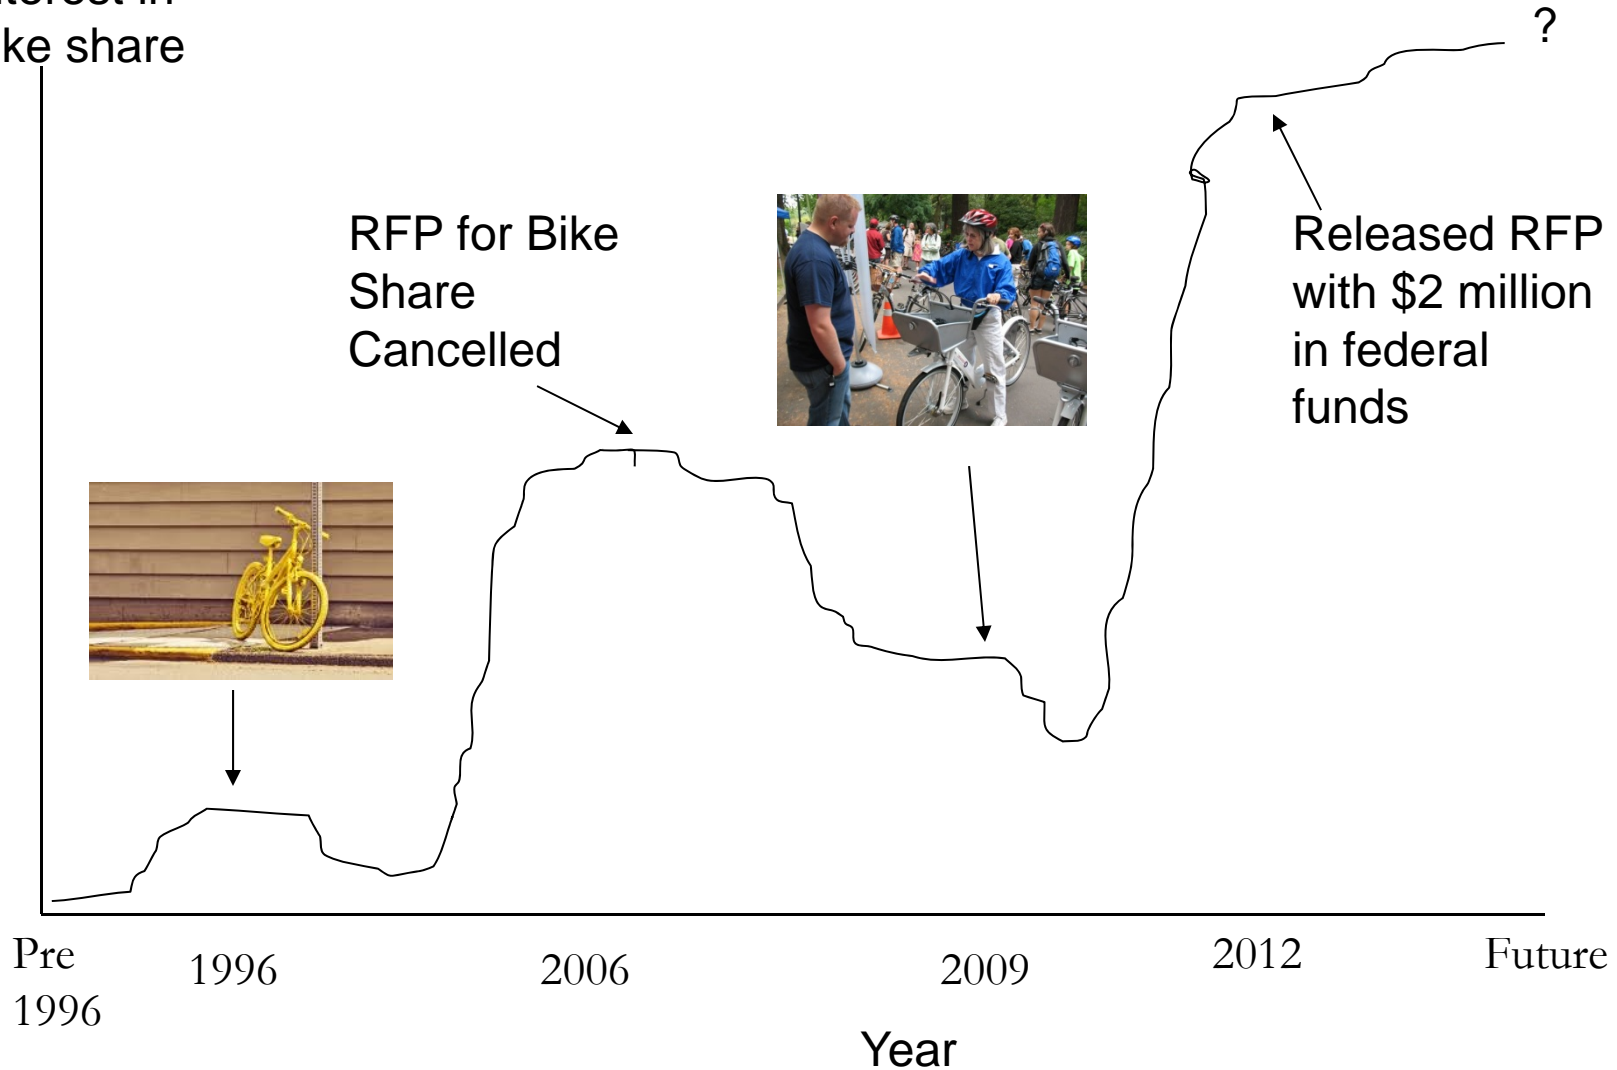 ke share
?
RFP for Bike
Share
Cancelled
Released RFP
with $2 million
in federal
funds
Pre
1996
1996
2006
2009
2012
Future
Year